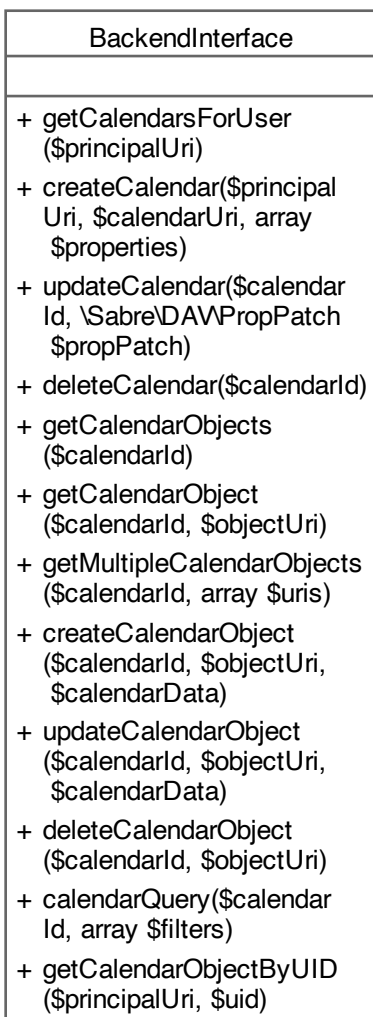 BackendInterface
+ getCalendarsForUser
($principalUri)
+ createCalendar($principal
Uri, $calendarUri, array
$properties)
+ updateCalendar($calendar
Id, \Sabre\DAV\PropPatch
$propPatch)
+ deleteCalendar($calendarId)
+ getCalendarObjects
($calendarId)
+ getCalendarObject
($calendarId, $objectUri)
+ getMultipleCalendarObjects
($calendarId, array $uris)
+ createCalendarObject
($calendarId, $objectUri,
$calendarData)
+ updateCalendarObject
($calendarId, $objectUri,
$calendarData)
+ deleteCalendarObject
($calendarId, $objectUri)
+ calendarQuery($calendar
Id, array $filters)
+ getCalendarObjectByUID
($principalUri, $uid)